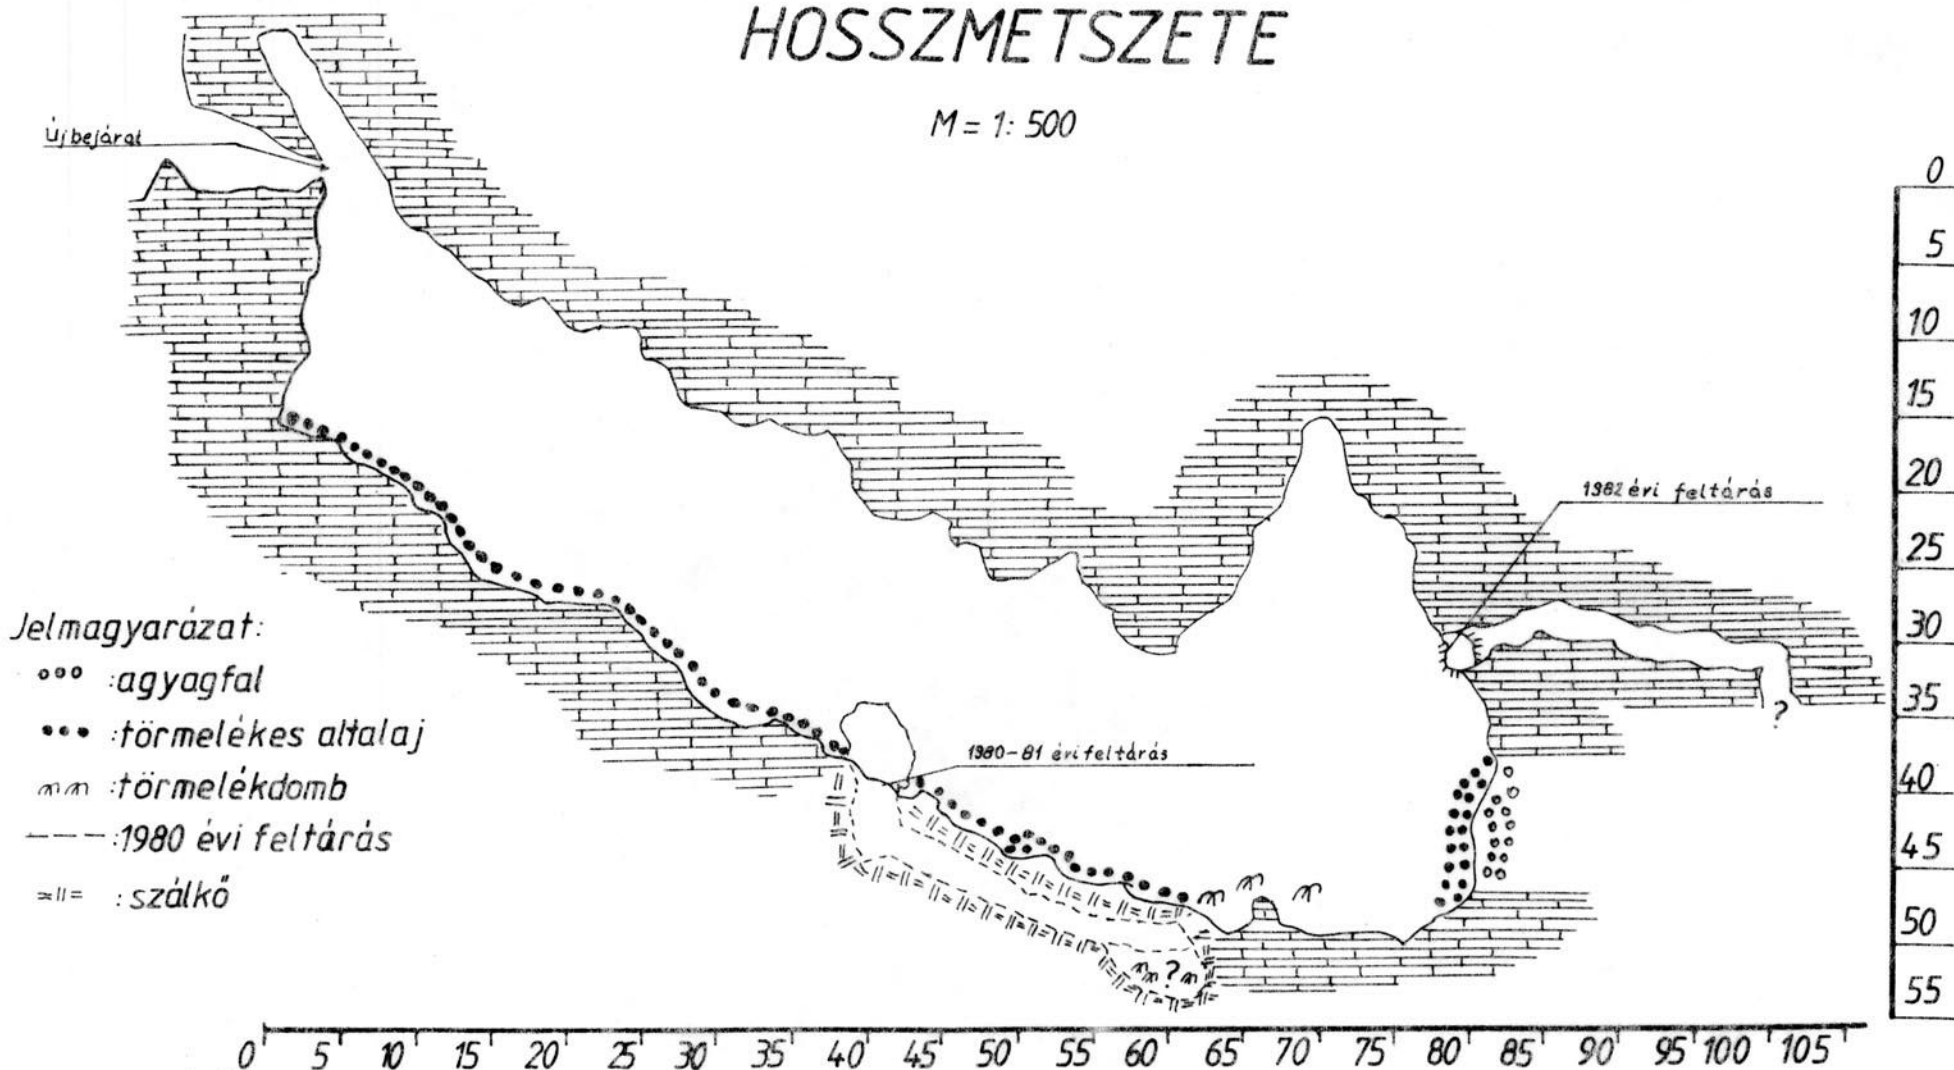 HOSSZMETSZETE
M = 1: 500
Új bejárat
0
5
10
15
20
25
30
35
40
45
50
55
1982 évi feltárás
?
1980-81 évi feltárás
?
Jelmagyarázat:
:agyagfal
:törmelékes altalaj
:törmelékdomb
:1980 évi feltárás
:szálkő
0 5 10 15 20 25 30 35 40 45 50 55 60 65 70 75 80 85 90 95 100 105